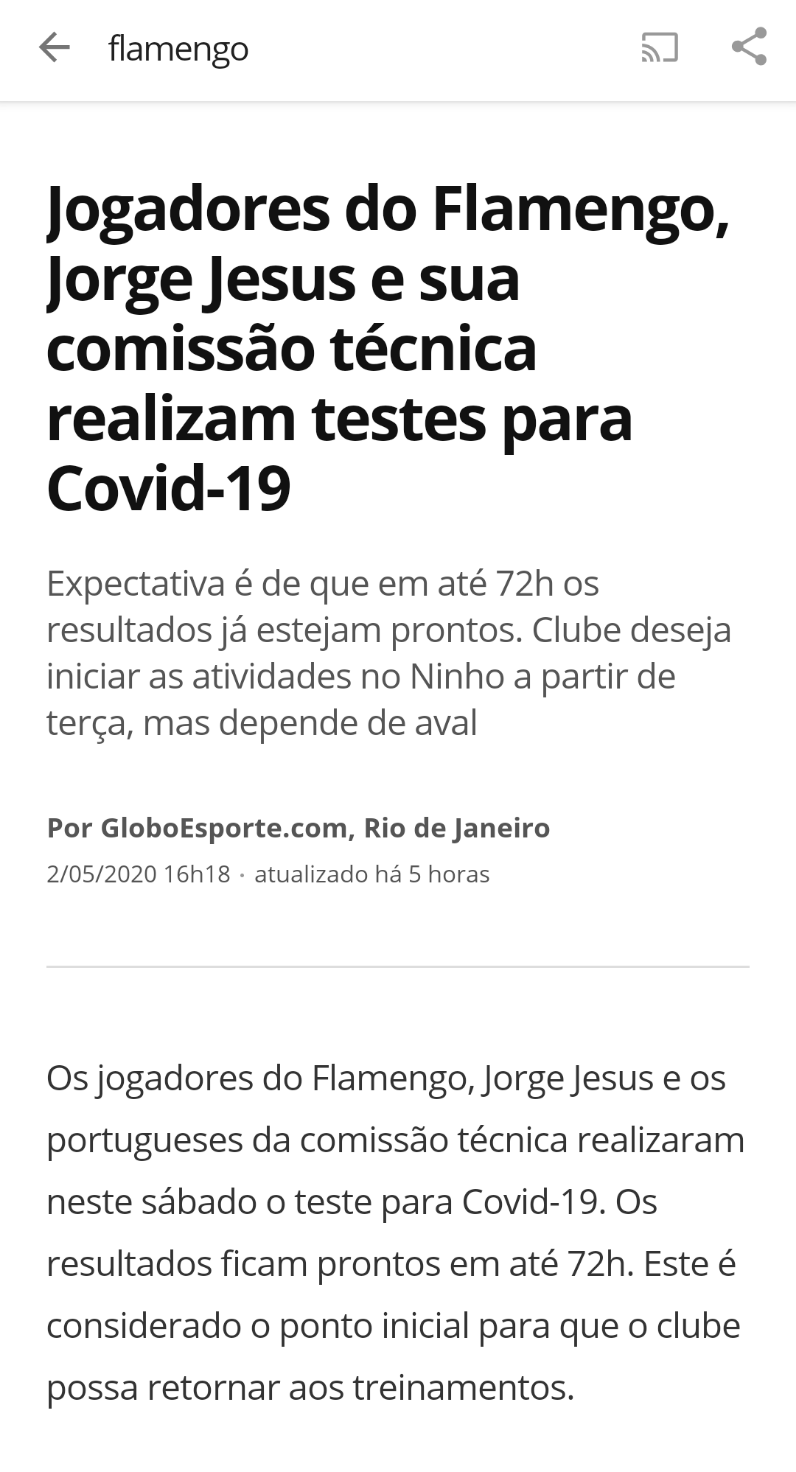 flamengo
Jogadores do Flamengo,
Jorge Jesus e sua
comissão técnica
realizam testes para
Covid-19
Expectativa é de que em até 72h os
resultados já estejam prontos. Clube deseja
iniciar as atividades no Ninho a partir de
terça, mas depende de aval
Por GloboEsporte.com, Rio de Janeiro
2/05/2020 16h18 · atualizado há 5 horas
Os jogadores do Flamengo, Jorge Jesus e os
portugueses da comissão técnica realizaram
neste sábado o teste para Covid-19. Os
resultados ficam prontos em até 72h. Este é
considerado o ponto inicial para que o clube
possa retornar aos treinamentos.